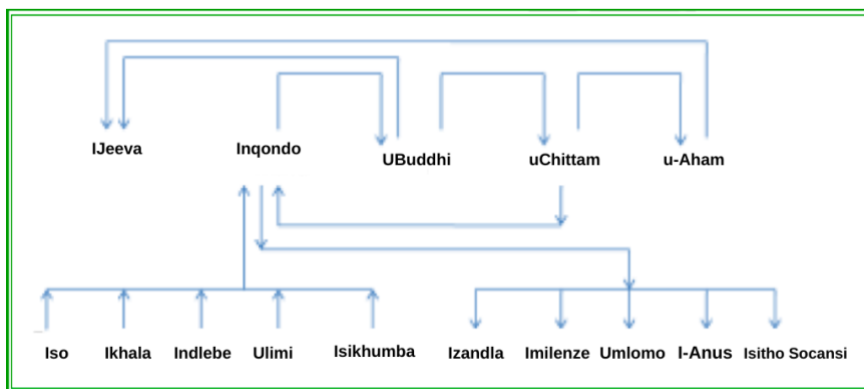 IJeeva Inqondo UBuddhi uChittam u-Aham
Iso Ikhala Indlebe Ulimi Isikhumba Izandla Imilenze Umlomo I-Anus Isitho Socansi